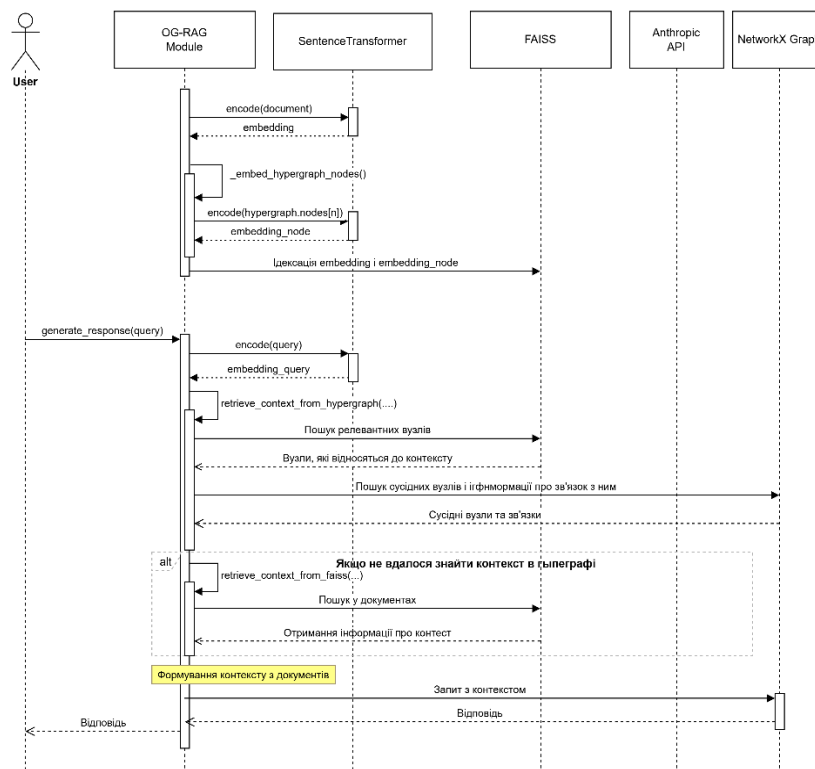 OG-RAG
Module
SentenceTransformer
FAISS
Anthropic
API
NetworkX Grap
User
encode(document)
embedding
_embed_hypergraph_nodes()
encode(hypergraph.nodes[n])
embedding_node
Ідексація embedding і embedding_node
generate_response(query)
encode(query)
embedding_query
retrieve_context_from_hypergraph(....)
Пошук релевантних вузлів
Вузли, які відносяться до контексту
Пошук сусідних вузлів і ігфнмормації про зв'язок з ним
Сусідні вузли та зв'язки
alt
Якщо не вдалося знайти контекст в гыпеграфі
retrieve_context_from_faiss(...)
Пошук у документах
Отримання інформації про контест
Формування контексту з документів
Запит з контекстом
Відповідь
Відповідь